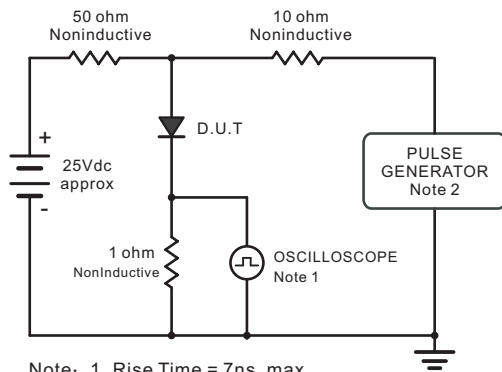 50 ohm
Noninductive
10 ohm
Noninductive
+
D.U.T
25Vdc
approx
-
PULSE
GENERATOR
Note 2
1 ohm
NonInductive
OSCILLOSCOPE
Note 1
Note: 1. Rise Time = 7ns, max.